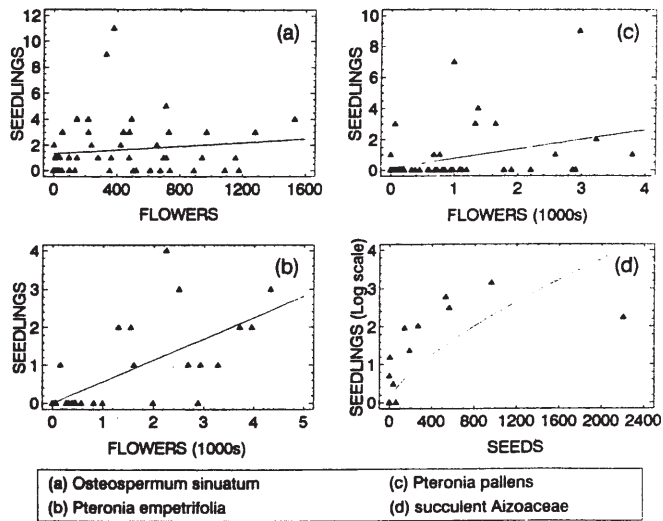 (a)
SEEDLINGS
12
10
8
6
4
2
0
0 400 800 1200 1600
FLOWERS
(c)
SEEDLINGS
10
8
6
4
2
0
0 1 2 3 4
FLOWERS (1000s)
(b)
SEEDLINGS
4
3
2
1
0
0 1 2 3 4 5
FLOWERS (1000s)
(d)
SEEDLINGS (Log scale)
4
3
2
1
0
0 400 800 1200 1600 2000 2400
SEEDS
(a) Osteospermum sinuatum
(c) Pteronia pallens
(b) Pteronia empetrifolia
(d) succulent Aizoaceae